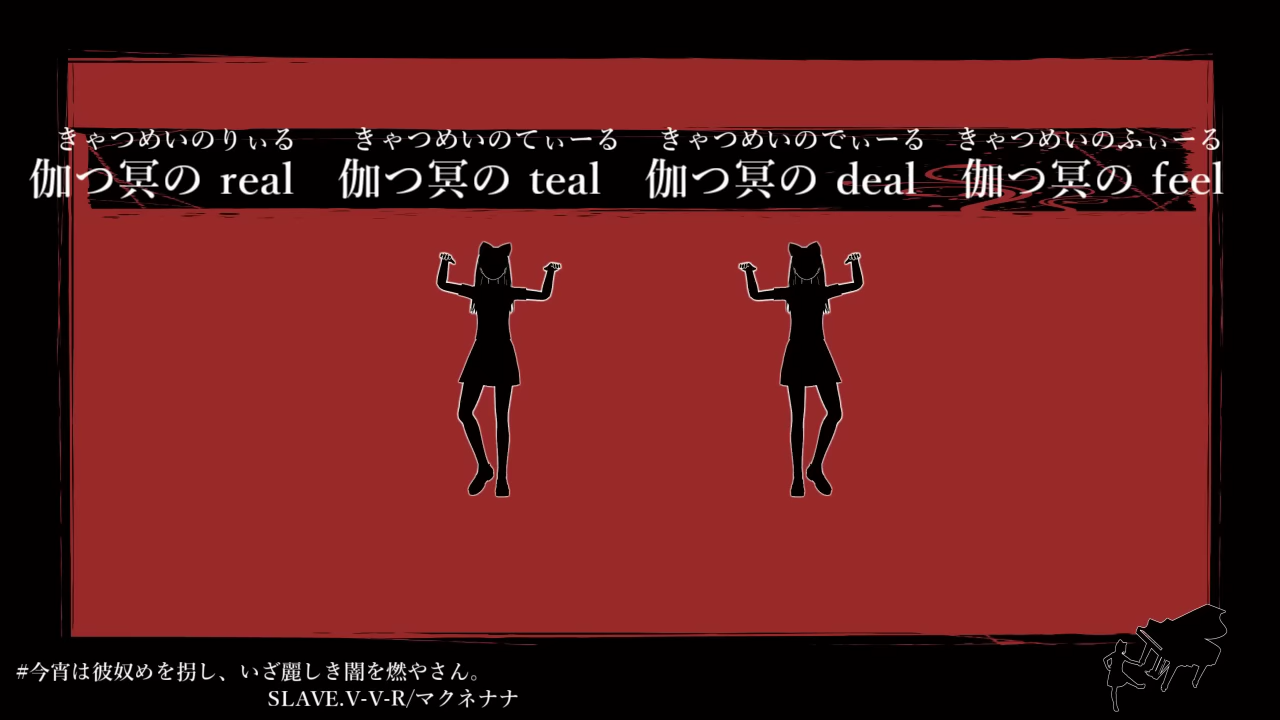 きゃつめいのりぃる きゃつめいのてぃーる きゃつめいのでぃーる きゃつめいのふぃーる
伽つ冥の real 伽つ冥の teal 伽つ冥の deal 伽つ冥の feel
#今宵は彼奴めを拐し、いざ麗しき闇を燃やさん。
SLAVE.V-V-R/マクネナナ